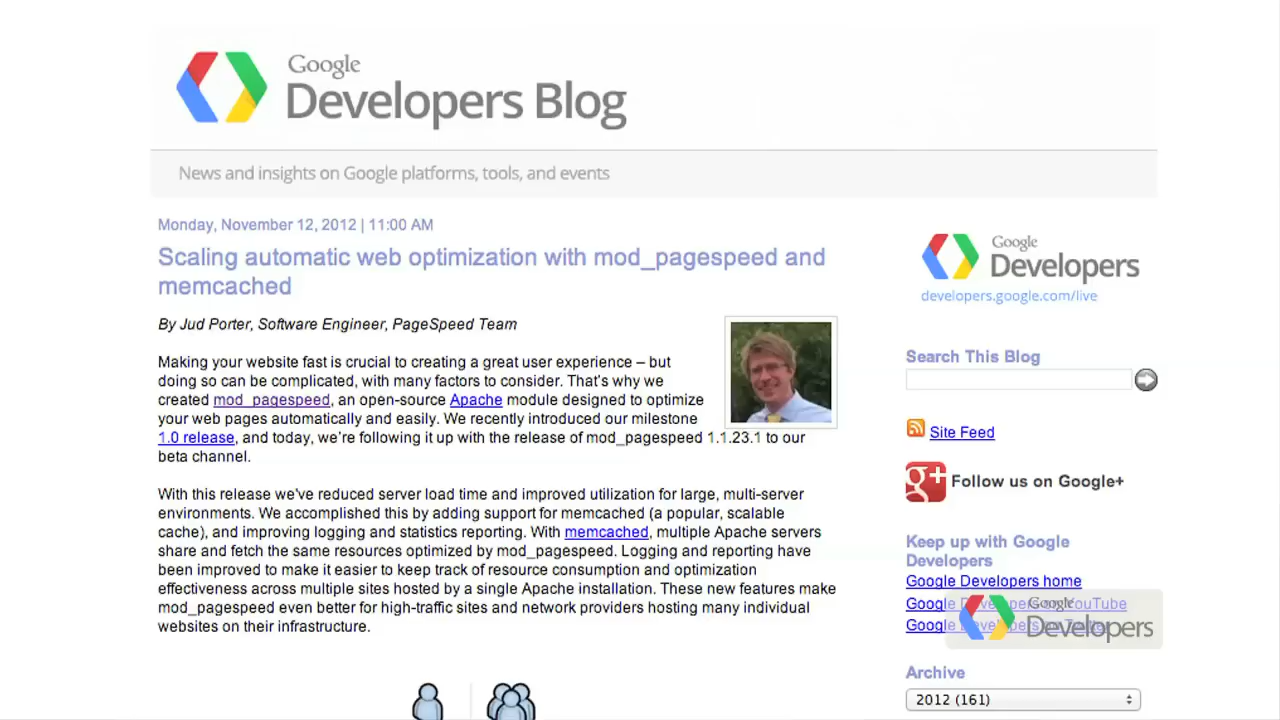 Google
Developers Blog
News and insights on Google platforms, tools, and events
Monday, November 12, 2012 | 11:00 AM
Scaling automatic web optimization with mod_pagespeed and
memcached
By Jud Porter, Software Engineer, PageSpeed Team
Making your website fast is crucial to creating a great user experience – but
doing so can be complicated, with many factors to consider. That's why we
created mod_pagespeed, an open-source Apache module designed to optimize
your web pages automatically and easily. We recently introduced our milestone
1.0 release, and today, we're following it up with the release of mod_pagespeed 1.1.23.1 to our
beta channel.
With this release we've reduced server load time and improved utilization for large, multi-server
environments. We accomplished this by adding support for memcached (a popular, scalable
cache), and improving logging and statistics reporting. With memcached, multiple Apache servers
share and fetch the same resources optimized by mod_pagespeed. Logging and reporting have
been improved to make it easier to keep track of resource consumption and optimization
effectiveness across multiple sites hosted by a single Apache installation. These new features make
mod_pagespeed even better for high-traffic sites and network providers hosting many individual
websites on their infrastructure.
Google
Developers
developers.google.com/live
Search This Blog
Site Feed
g+
Follow us on Google+
Keep up with Google
Developers
Google Developers home
Google YouTube
Google
Google
Developers
Archive
2012 (161)